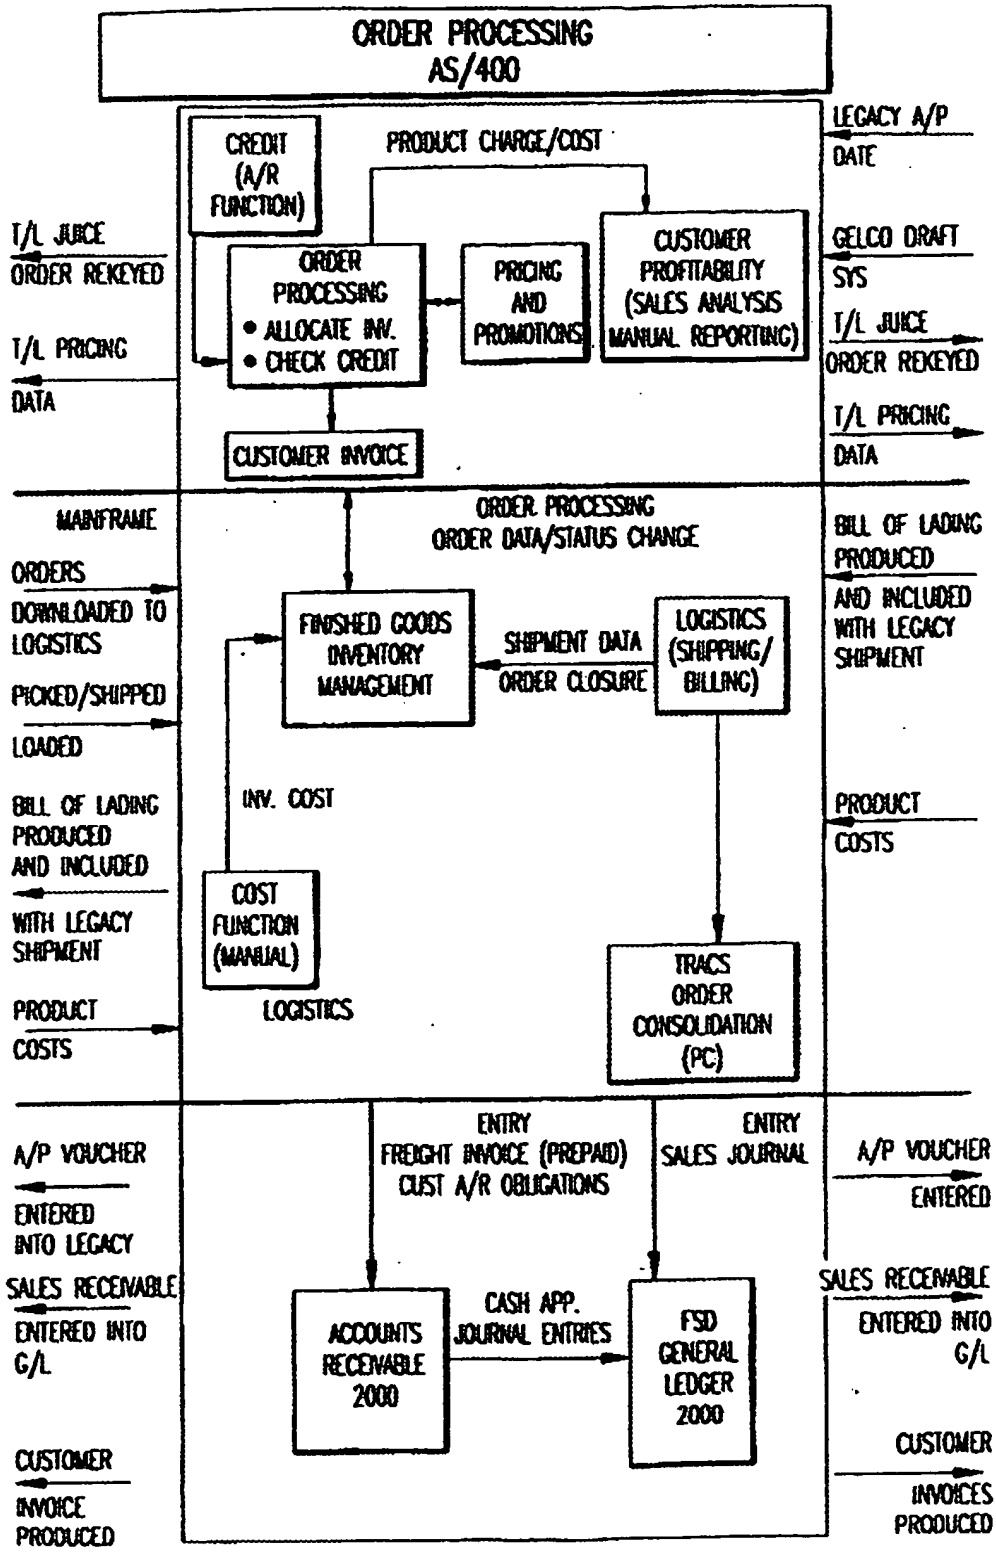 ORDER PROCESSING
AS/400
CREDIT
(A/R
FUNCTION)
PRODUCT CHARGE/COST
LEGACY A/P
DATE
T/L JUICE
ORDER REKEYED
ORDER
PROCESSING
● ALLOCATE INV.
● CHECK CREDIT
PRICING
AND
PROMOTIONS
CUSTOMER
PROFITABILITY
(SALES ANALYSIS
MANUAL REPORTING)
GELCO DRAFT
SYS
T/L JUICE
ORDER REKEYED
T/L PRICING
DATA
T/L PRICING
DATA
CUSTOMER INVOICE
MAINFRAME
ORDER PROCESSING
ORDER DATA/STATUS CHANGE
ORDERS
DOWNLOADED TO
LOGISTICS
BILL OF LADING
PRODUCED
AND INCLUDED
WITH LEGACY
SHIPMENT
FINISHED GOODS
INVENTORY
MANAGEMENT
SHIPMENT DATA
ORDER CLOSURE
LOGISTICS
(SHIPPING/
BILLING)
PICKED/SHIPPED
LOADED
INV. COST
BILL OF LADING
PRODUCED
AND INCLUDED
WITH LEGACY
SHIPMENT
PRODUCT
COSTS
COST
FUNCTION
(MANUAL)
LOGISTICS
TRACS
ORDER
CONSOLIDATION
(PC)
PRODUCT
COSTS
ENTRY
FREIGHT INVOICE (PREPAID)
CUST A/R OBLIGATIONS
ENTRY
SALES JOURNAL
A/P VOUCHER
ENTERED
INTO LEGACY
A/P VOUCHER
ENTERED
SALES RECEIVABLE
ENTERED INTO
G/L
SALES RECEIVABLE
ENTERED INTO
G/L
ACCOUNTS
RECEIVABLE
2000
CASH APP.
JOURNAL ENTRIES
FSD
GENERAL
LEDGER
2000
CUSTOMER
INVOICE
PRODUCED
CUSTOMER
INVOICES
PRODUCED